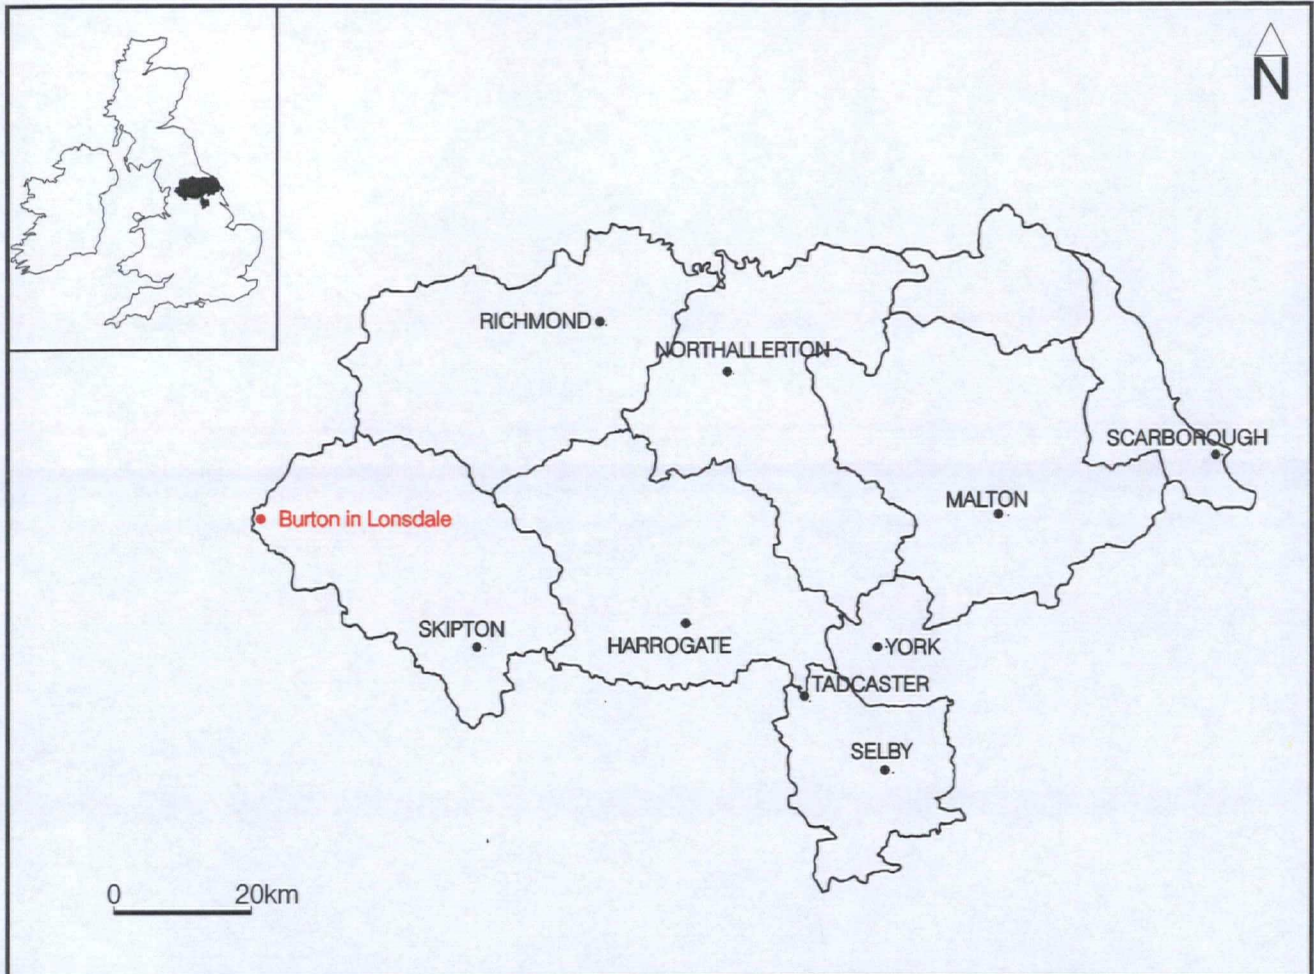 N
RICHMOND
NORTHALLERTON
SCARBOROUGH
MALTON
Burton in Lonsdale
SKIPTON
HARROGATE
YORK
TADCASTER
SELBY
0 20km